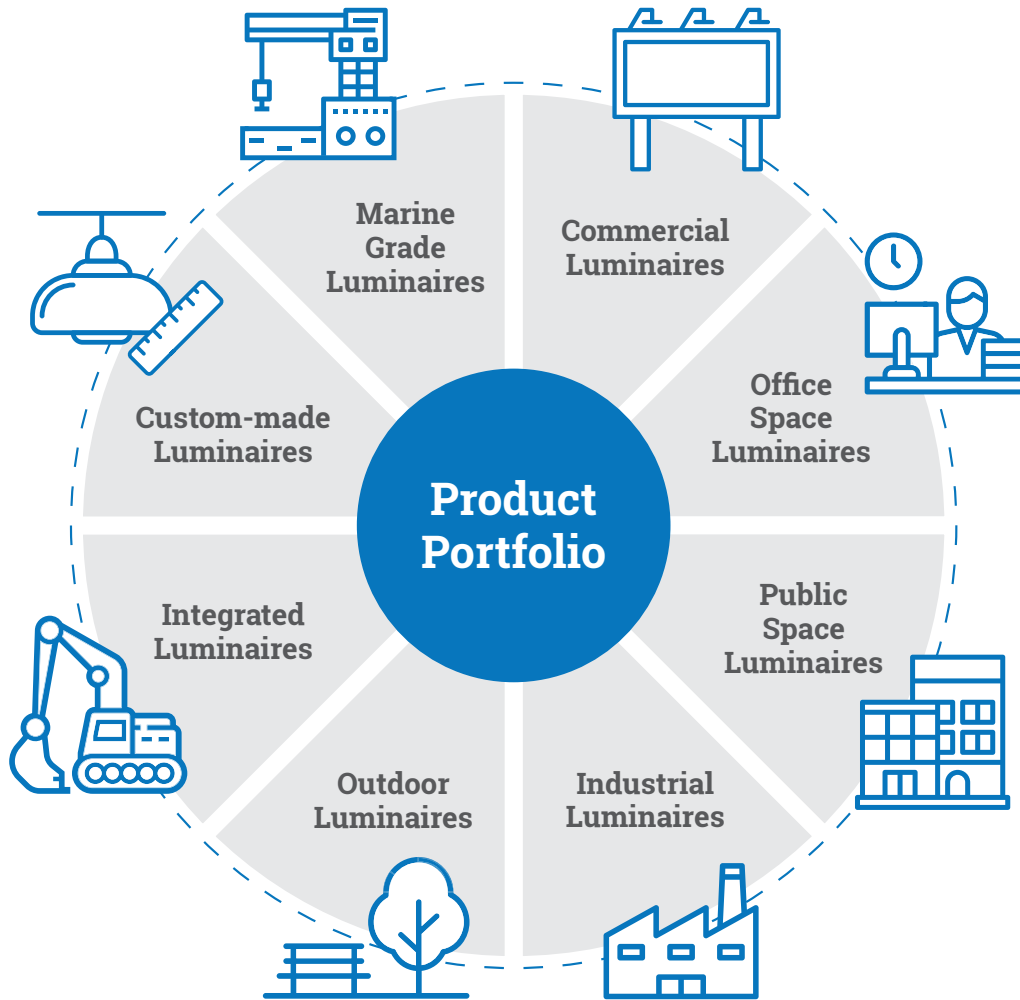 Marine
Grade
Luminaires
Commercial
Luminaires
Office
Space
Luminaires
Custom-made
Luminaires
Product
Portfolio
Public
Space
Luminaires
Integrated
Luminaires
Outdoor
Luminaires
Industrial
Luminaires